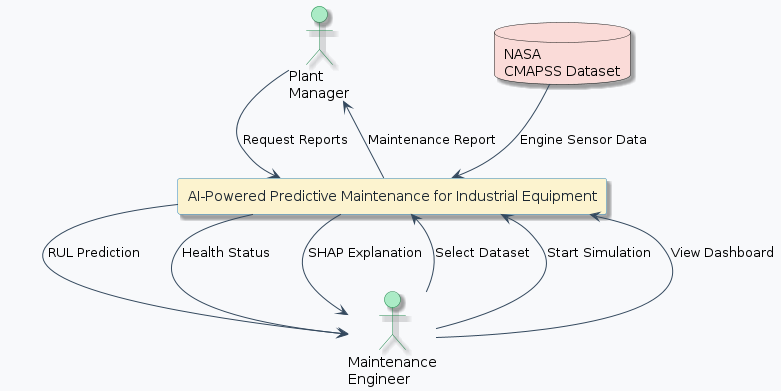 NASA
CMAPSS Dataset
Plant
Manager
Request Reports
Maintenance Report
Engine Sensor Data
AI-Powered Predictive Maintenance for Industrial Equipment
RUL Prediction
Health Status
SHAP Explanation
Select Dataset
Start Simulation
View Dashboard
Maintenance
Engineer